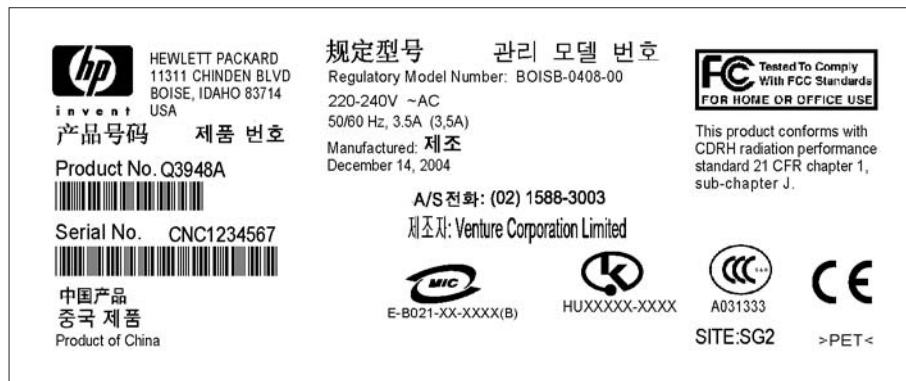 hp
invent
HEWLETT PACKARD
11311 CHINDEN BLVD
BOISE, IDAHO 83714
USA
产品号码 제품 번호
Product No. Q3948A
Serial No. CNC1234567
中国产品
중국 제품
Product of China
规定型号 관리 모델 번호
Regulatory Model Number: BOISB-0408-00
220-240V ~AC
50/60 Hz, 3.5A (3,5A)
Manufactured: 제조
December 14, 2004
A/S전화: (02) 1588-3003
제조자: Venture Corporation Limited
MIC
E-B021-XX-XXXX(B)
K
HUXXXXX-XXXX
FC Tested To Comply
With FCC Standards
FOR HOME OR OFFICE USE
This product conforms with
CDRH radiation performance
standard 21 CFR chapter 1,
sub-chapter J.
CCC
A031333
CE
SITE:SG2 >PET<